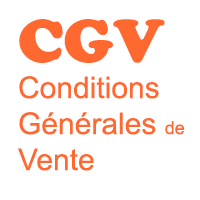 CGV
Conditions
Générales de
Vente